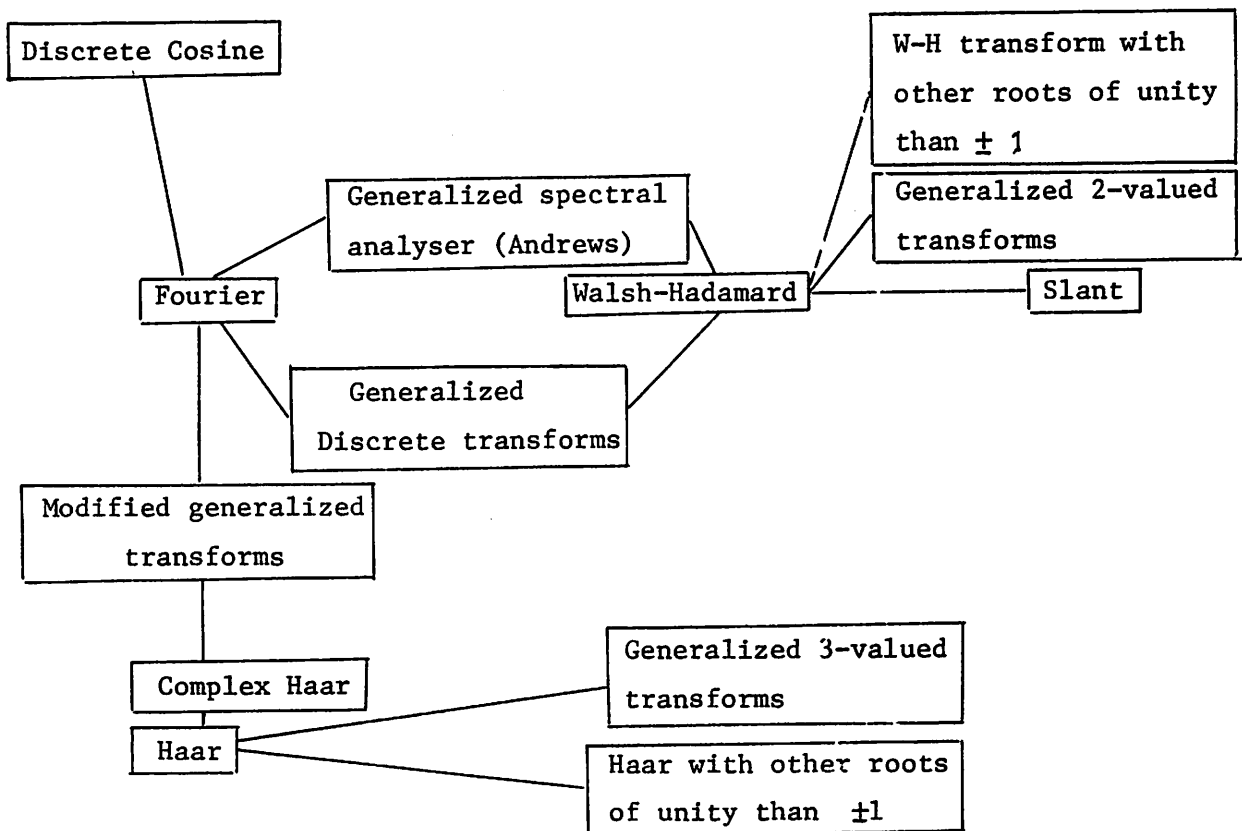 Discrete Cosine
W-H transform with
other roots of unity
than ± 1
Generalized spectral
analyser (Andrews)
Generalized 2-valued
transforms
Fourier
Walsh-Hadamard
Slant
Generalized
Discrete transforms
Modified generalized
transforms
Complex Haar
Haar
Generalized 3-valued
transforms
Haar with other roots
of unity than ±1